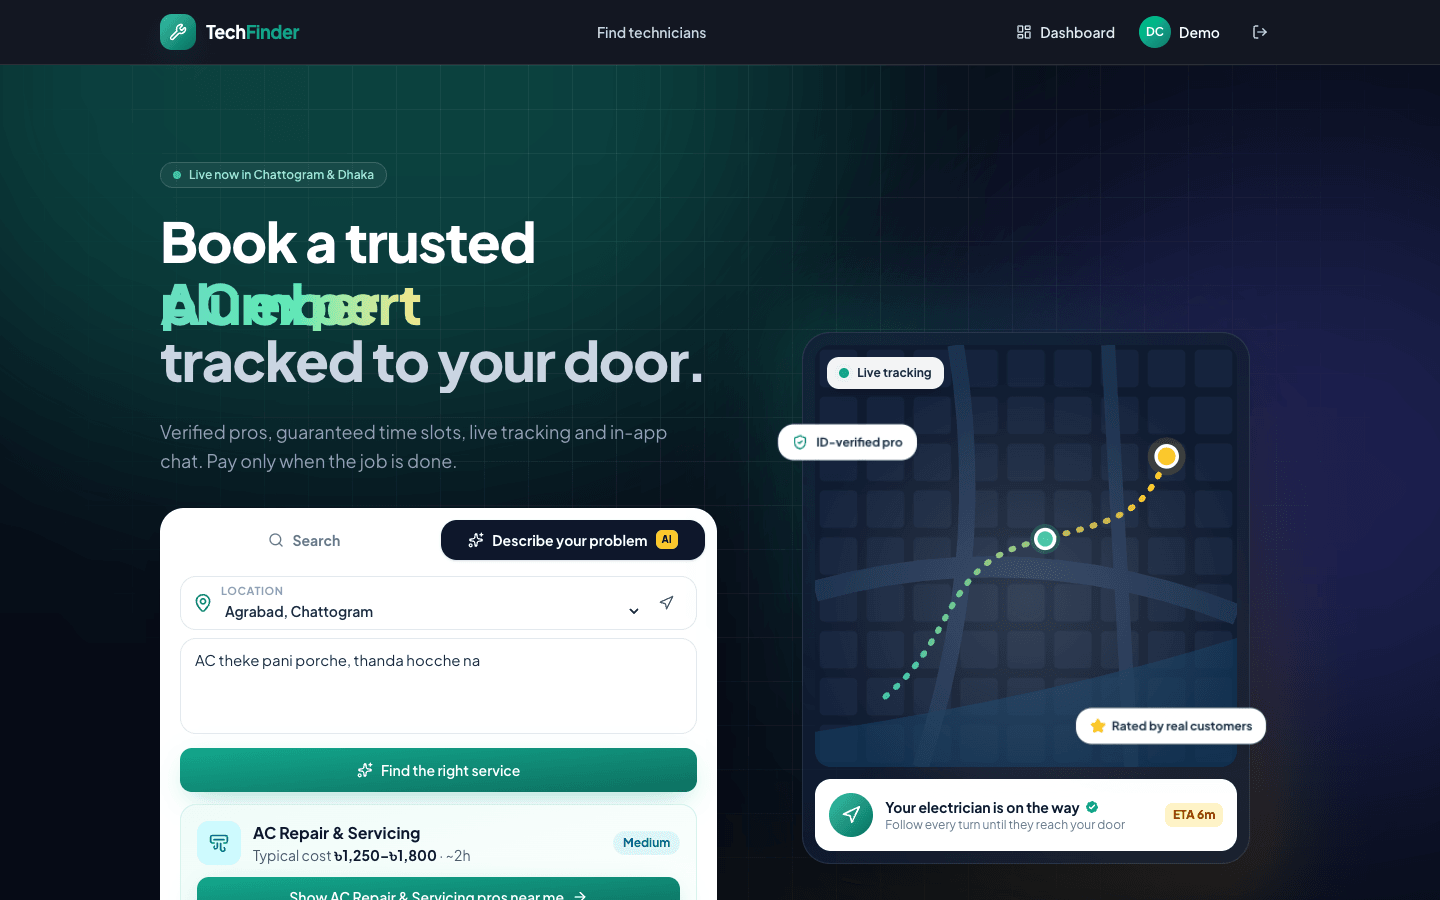 TechFinder
Find technicians
Dashboard
DC
Demo
Live now in Chattogram & Dhaka
Book a trusted
AC expert
tracked to your door.
Verified pros, guaranteed time slots, live tracking and in-app
chat. Pay only when the job is done.
Search
Describe your problem AI
LOCATION
Agrabad, Chattogram
AC theke pani porche, thanda hocche na
Find the right service
AC Repair & Servicing
Typical cost ৳1,250–৳1,800 · ~2h
Medium
Show AC Repair & Servicing pros near me
Live tracking
ID-verified pro
Rated by real customers
Your electrician is on the way
Follow every turn until they reach your door
ETA 6m